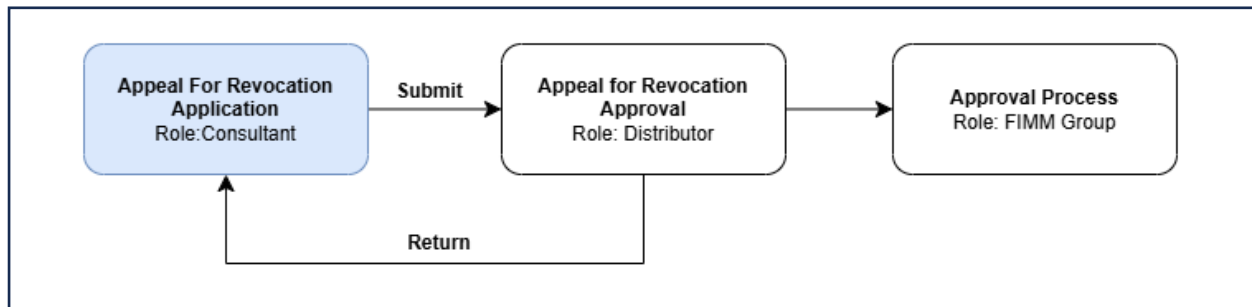 Appeal For Revocation
Application
Role:Consultant
Submit
Appeal for Revocation
Approval
Role: Distributor
Approval Process
Role: FIMM Group
Return